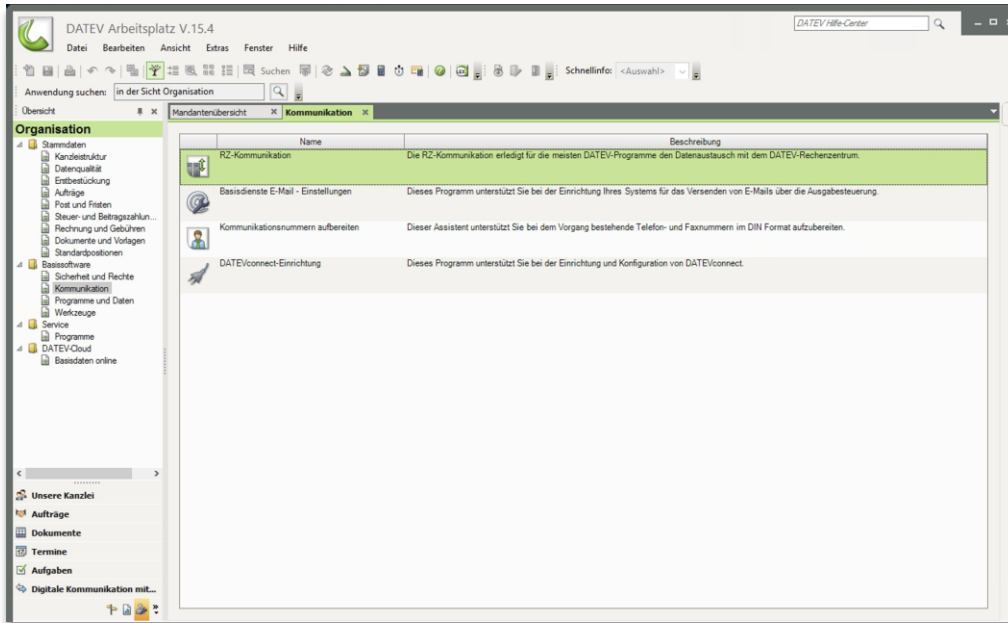 DATEV Arbeitsplatz V.15.4
DATEV Hilfe-Center
Datei Bearbeiten Ansicht Extras Fenster Hilfe
Suchen Schnellinfo: <Auswahl>
Anwendung suchen: in der Sicht Organisation
Übersicht
Mandantenübersicht Kommunikation
Organisation
Stammdaten
Kanzleistruktur
Datenqualität
Erstbestückung
Aufträge
Post und Fristen
Steuer- und Beitragszahlun...
Rechnung und Gebühren
Dokumente und Vorlagen
Standardpositionen
Basissoftware
Sicherheit und Rechte
Kommunikation
Programme und Daten
Werkzeuge
Service
Programme
DATEV-Cloud
Basisdaten online
Unsere Kanzlei
Aufträge
Dokumente
Termine
Aufgaben
Digitale Kommunikation mit...
Name Beschreibung
RZ-Kommunikation Die RZ-Kommunikation erledigt für die meisten DATEV-Programme den Datenaustausch mit dem DATEV-Rechenzentrum.
Basisdienste E-Mail - Einstellungen Dieses Programm unterstützt Sie bei der Einrichtung Ihres Systems für das Versenden von E-Mails über die Ausgabesteuerung.
Kommunikationsnummern aufbereiten Dieser Assistent unterstützt Sie bei dem Vorgang bestehende Telefon- und Faxnummern im DIN Format aufzubereiten.
DATEVconnect-Einrichtung Dieses Programm unterstützt Sie bei der Einrichtung und Konfiguration von DATEVconnect.